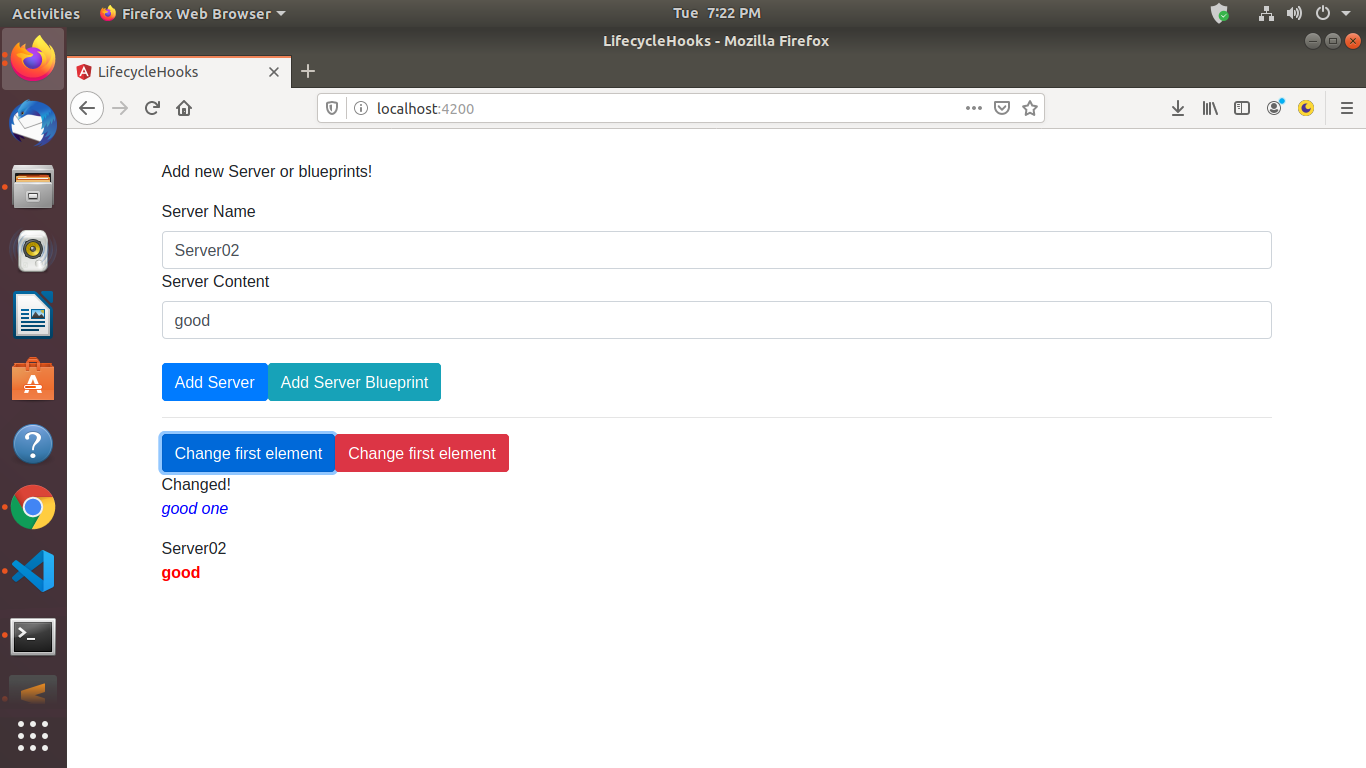 Activities Firefox Web Browser Tue 7:22 PM
LifecycleHooks - Mozilla Firefox
LifecycleHooks
localhost:4200
Add new Server or blueprints!
Server Name
Server02
Server Content
good
Add Server Add Server Blueprint
Change first element Change first element
Changed!
good one
Server02
good